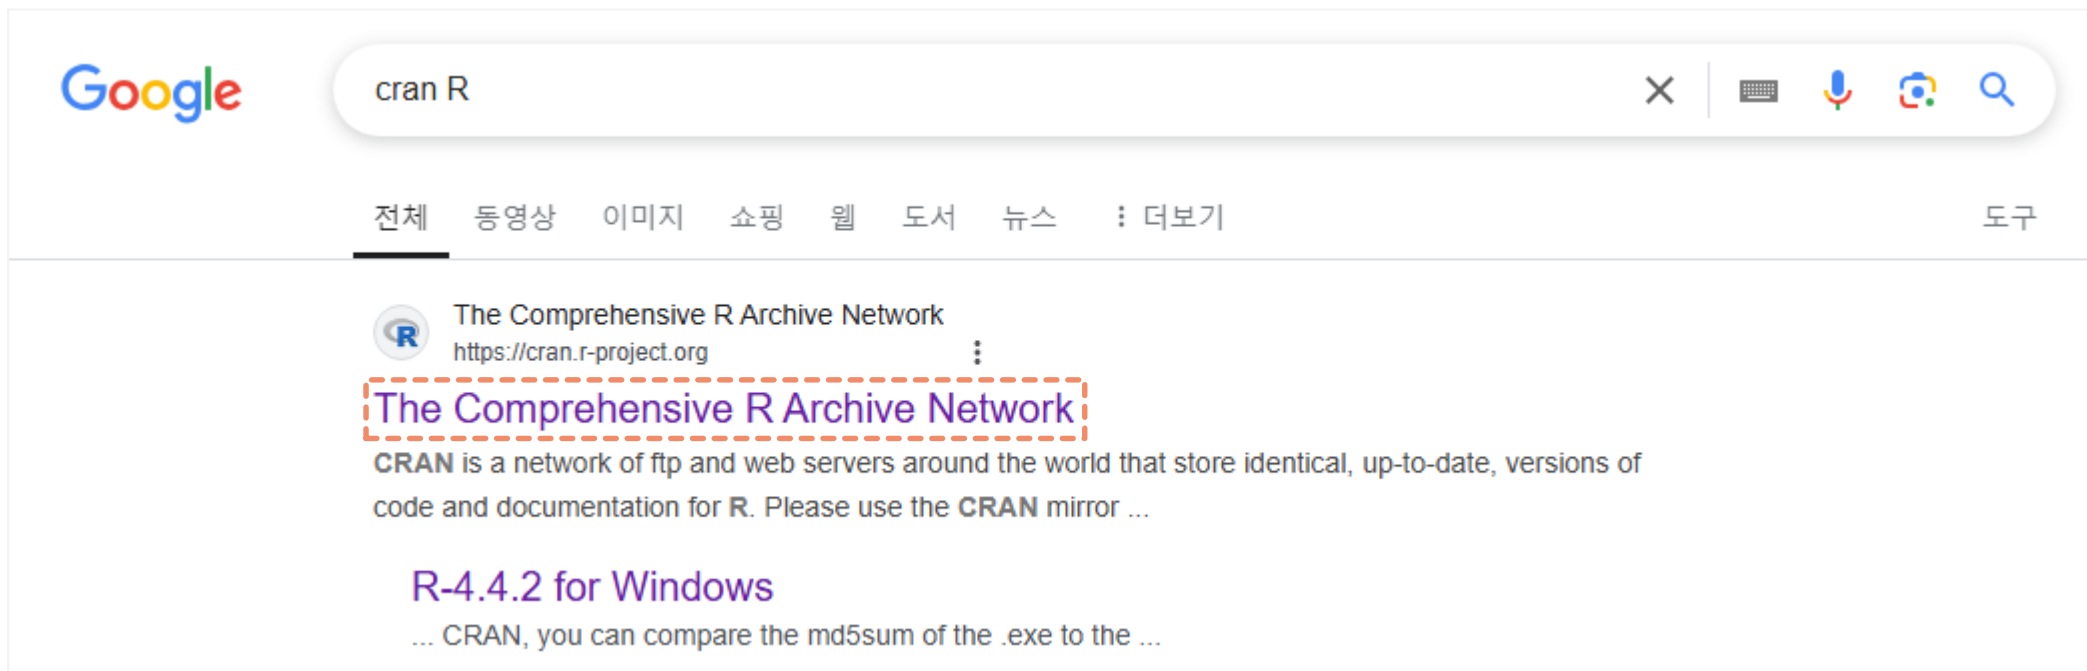 Google
cran R
전체 동영상 이미지 쇼핑 웹 도서 뉴스 더보기 도구
R
The Comprehensive R Archive Network
https://cran.r-project.org
The Comprehensive R Archive Network
CRAN is a network of ftp and web servers around the world that store identical, up-to-date, versions of
code and documentation for R. Please use the CRAN mirror ...
R-4.4.2 for Windows
... CRAN, you can compare the md5sum of the .exe to the ...